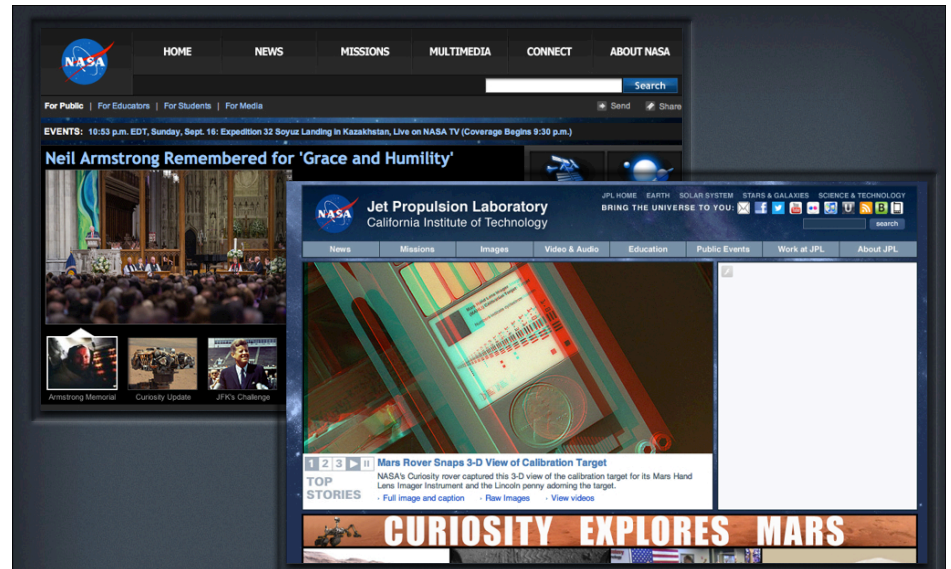 NASA
HOME NEWS MISSIONS MULTIMEDIA CONNECT ABOUT NASA
Search
For Public | For Educators | For Students | For Media
Send Share
EVENTS: 10:53 p.m. EDT, Sunday, Sept. 16: Expedition 32 Soyuz Landing in Kazakhstan, Live on NASA TV (Coverage Begins 9:30 p.m.)
Neil Armstrong Remembered for 'Grace and Humility'
Armstrong Memorial Curiosity Update JFK's Challenge
NASA
Jet Propulsion Laboratory
California Institute of Technology
JPL HOME EARTH SOLAR SYSTEM STARS & GALAXIES SCIENCE & TECHNOLOGY
BRING THE UNIVERSE TO YOU:
search
News Missions Images Video & Audio Education Public Events Work at JPL About JPL
1 2 3
TOP
STORIES
Mars Rover Snaps 3-D View of Calibration Target
NASA's Curiosity rover captured this 3-D view of the calibration target for its Mars Hand
Lens Imager Instrument and the Lincoln penny adorning the target.
· Full image and caption · Raw Images · View videos
CURIOSITY EXPLORES MARS